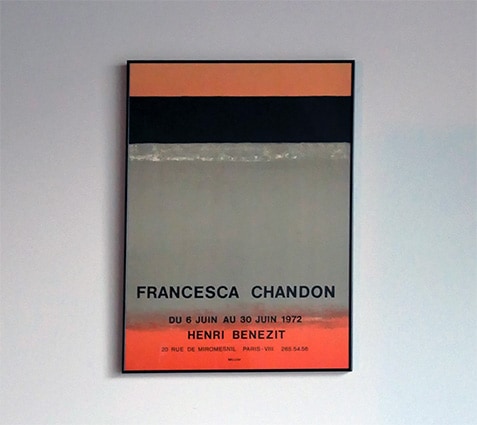 FRANCESCA CHANDON
DU 6 JUIN AU 30 JUIN 1972
HENRI BENEZIT
20 RUE DE MIROMESNIL PARIS-VIII 265.54.56